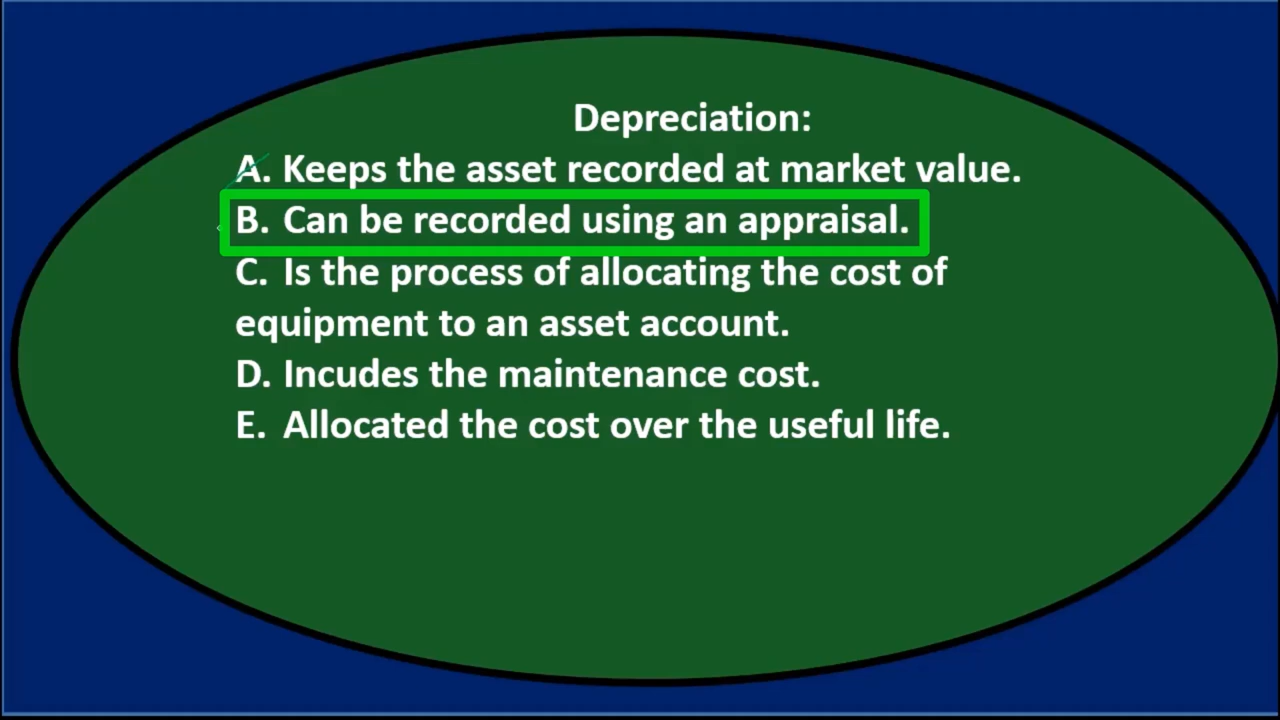 Depreciation:
A. Keeps the asset recorded at market value.
B. Can be recorded using an appraisal.
C. Is the process of allocating the cost of
equipment to an asset account.
D. Incudes the maintenance cost.
E. Allocated the cost over the useful life.